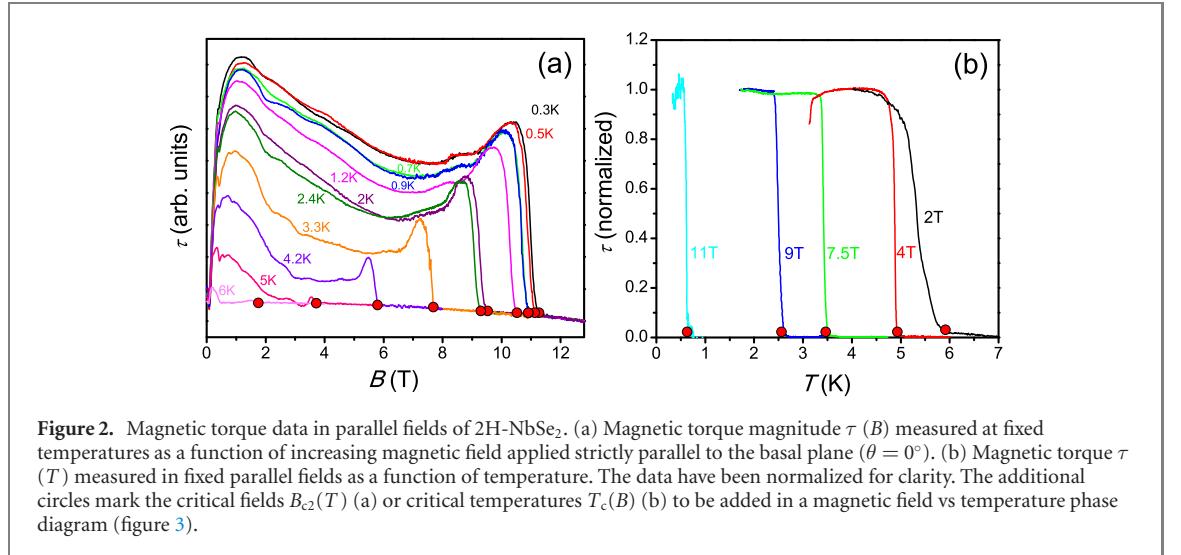 (a)
0.3K
0.5K
0.7K
0.9K
1.2K
2K
2.4K
3.3K
4.2K
5K
6K
τ (arb. units)
0 2 4 6 8 10 12
B (T)
(b)
1.2
1.0
0.8
0.6
0.4
0.2
0.0
τ (normalized)
11T 9T 7.5T 4T 2T
0 1 2 3 4 5 6 7
T (K)
Figure 2. Magnetic torque data in parallel fields of 2H-NbSe₂. (a) Magnetic torque magnitude τ (B) measured at fixed
temperatures as a function of increasing magnetic field applied strictly parallel to the basal plane (θ = 0°). (b) Magnetic torque τ
(T) measured in fixed parallel fields as a function of temperature. The data have been normalized for clarity. The additional
circles mark the critical fields B_c2(T) (a) or critical temperatures T_c(B) (b) to be added in a magnetic field vs temperature phase
diagram (figure 3).